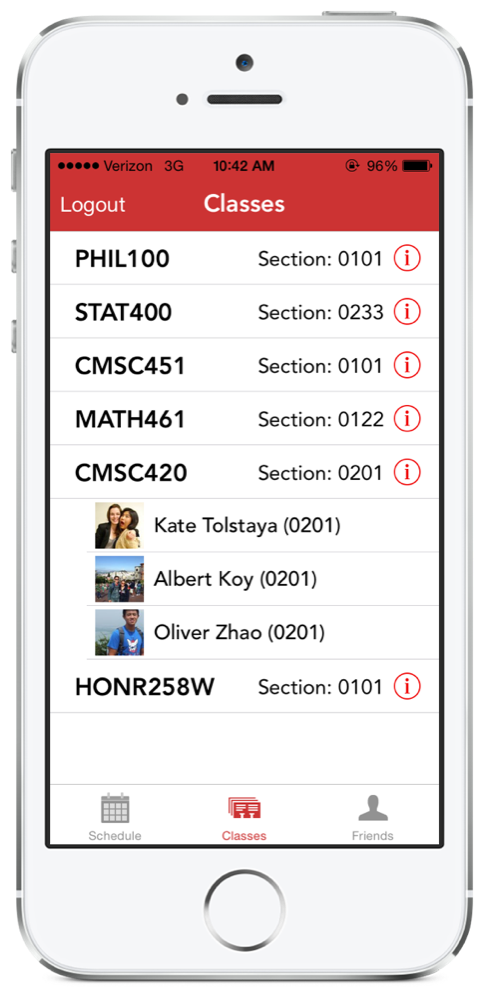 Verizon 3G 10:42 AM 96%
Logout Classes
PHIL100 Section: 0101 i
STAT400 Section: 0233 i
CMSC451 Section: 0101 i
MATH461 Section: 0122 i
CMSC420 Section: 0201 i
Kate Tolstaya (0201)
Albert Koy (0201)
Oliver Zhao (0201)
HONR258W Section: 0101 i
Schedule Classes Friends